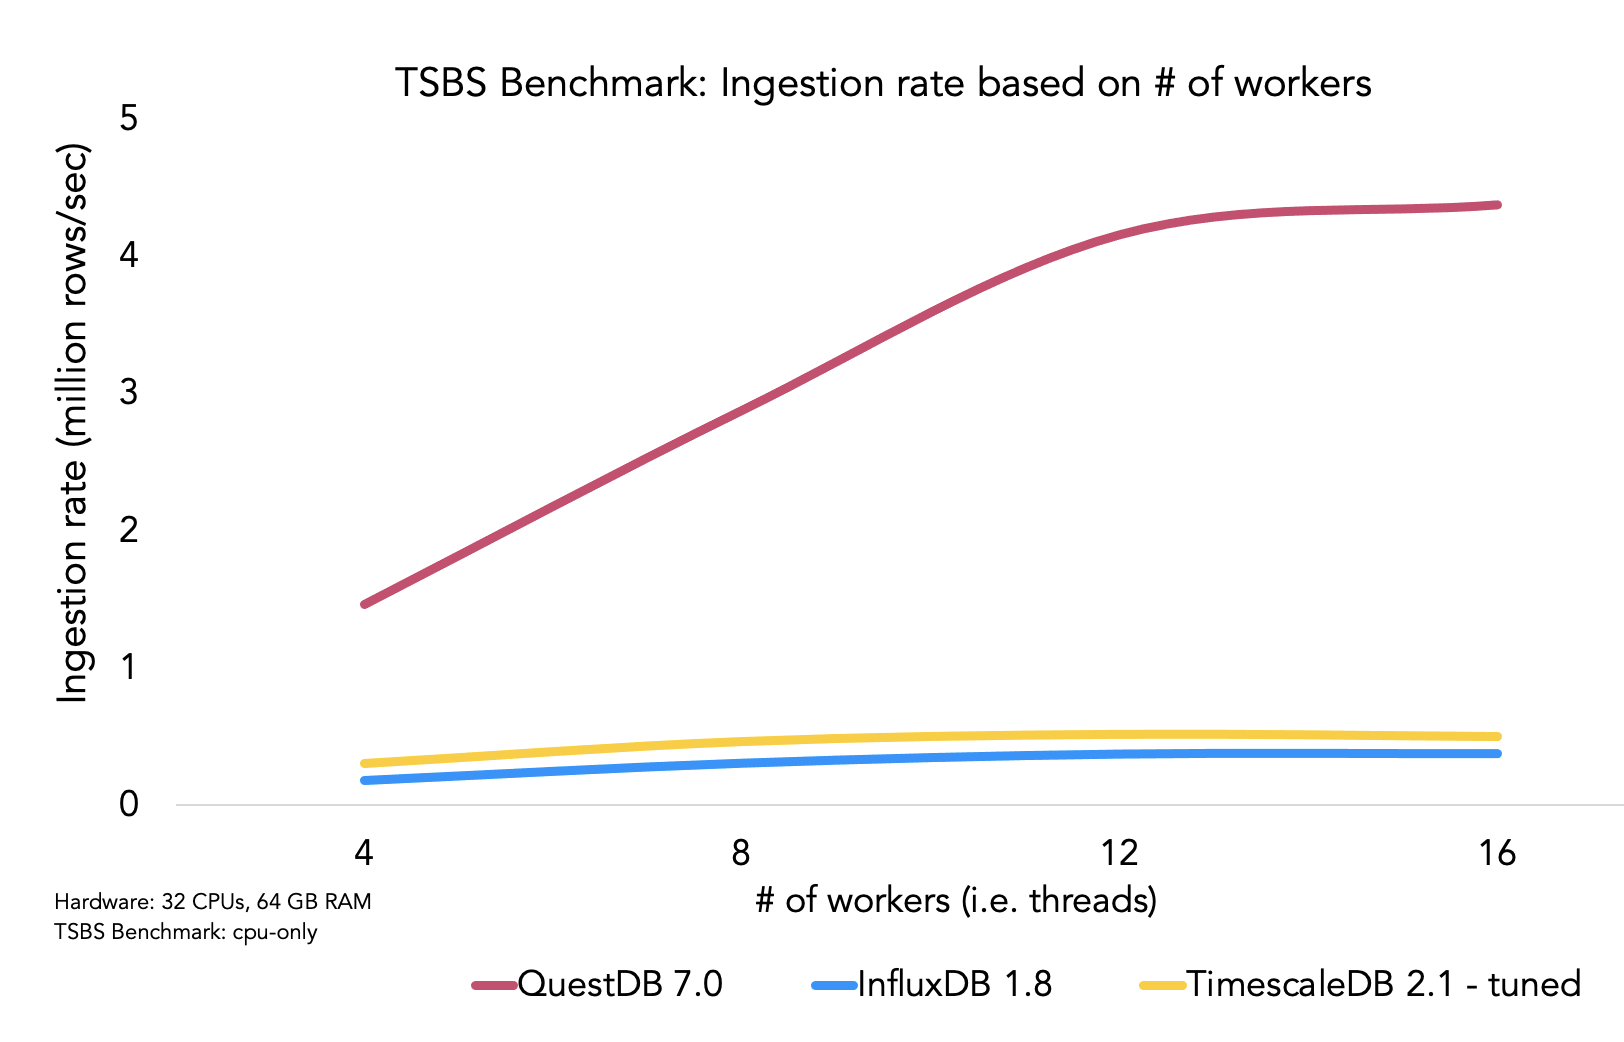 TSBS Benchmark: Ingestion rate based on # of workers
Ingestion rate (million rows/sec)
5
4
3
2
1
0
4 8 12 16
# of workers (i.e. threads)
Hardware: 32 CPUs, 64 GB RAM
TSBS Benchmark: cpu-only
QuestDB 7.0 InfluxDB 1.8 TimescaleDB 2.1 - tuned